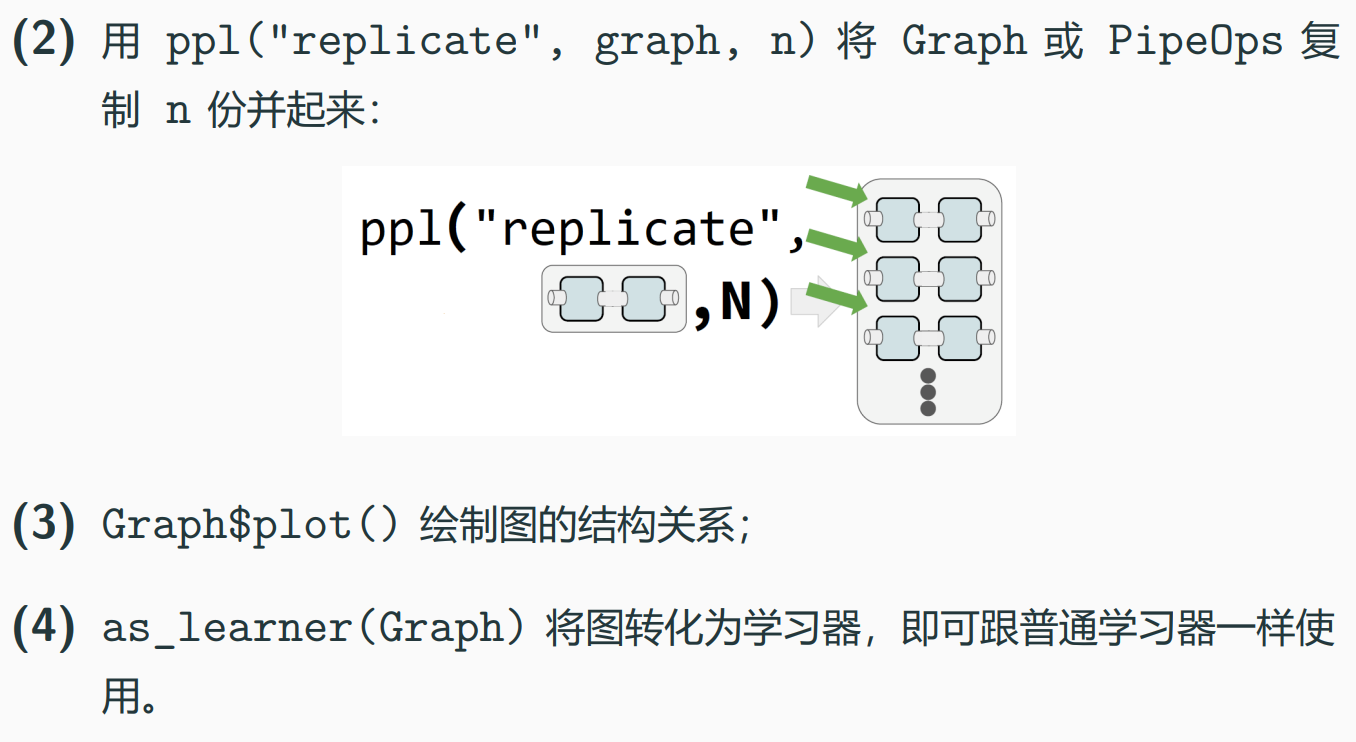 (2) 用 ppl("replicate", graph, n) 将 Graph 或 PipeOps 复
制 n 份并起来：
ppl("replicate",
,N)
(3) Graph$plot() 绘制图的结构关系；
(4) as_learner(Graph) 将图转化为学习器，即可跟普通学习器一样使
用。